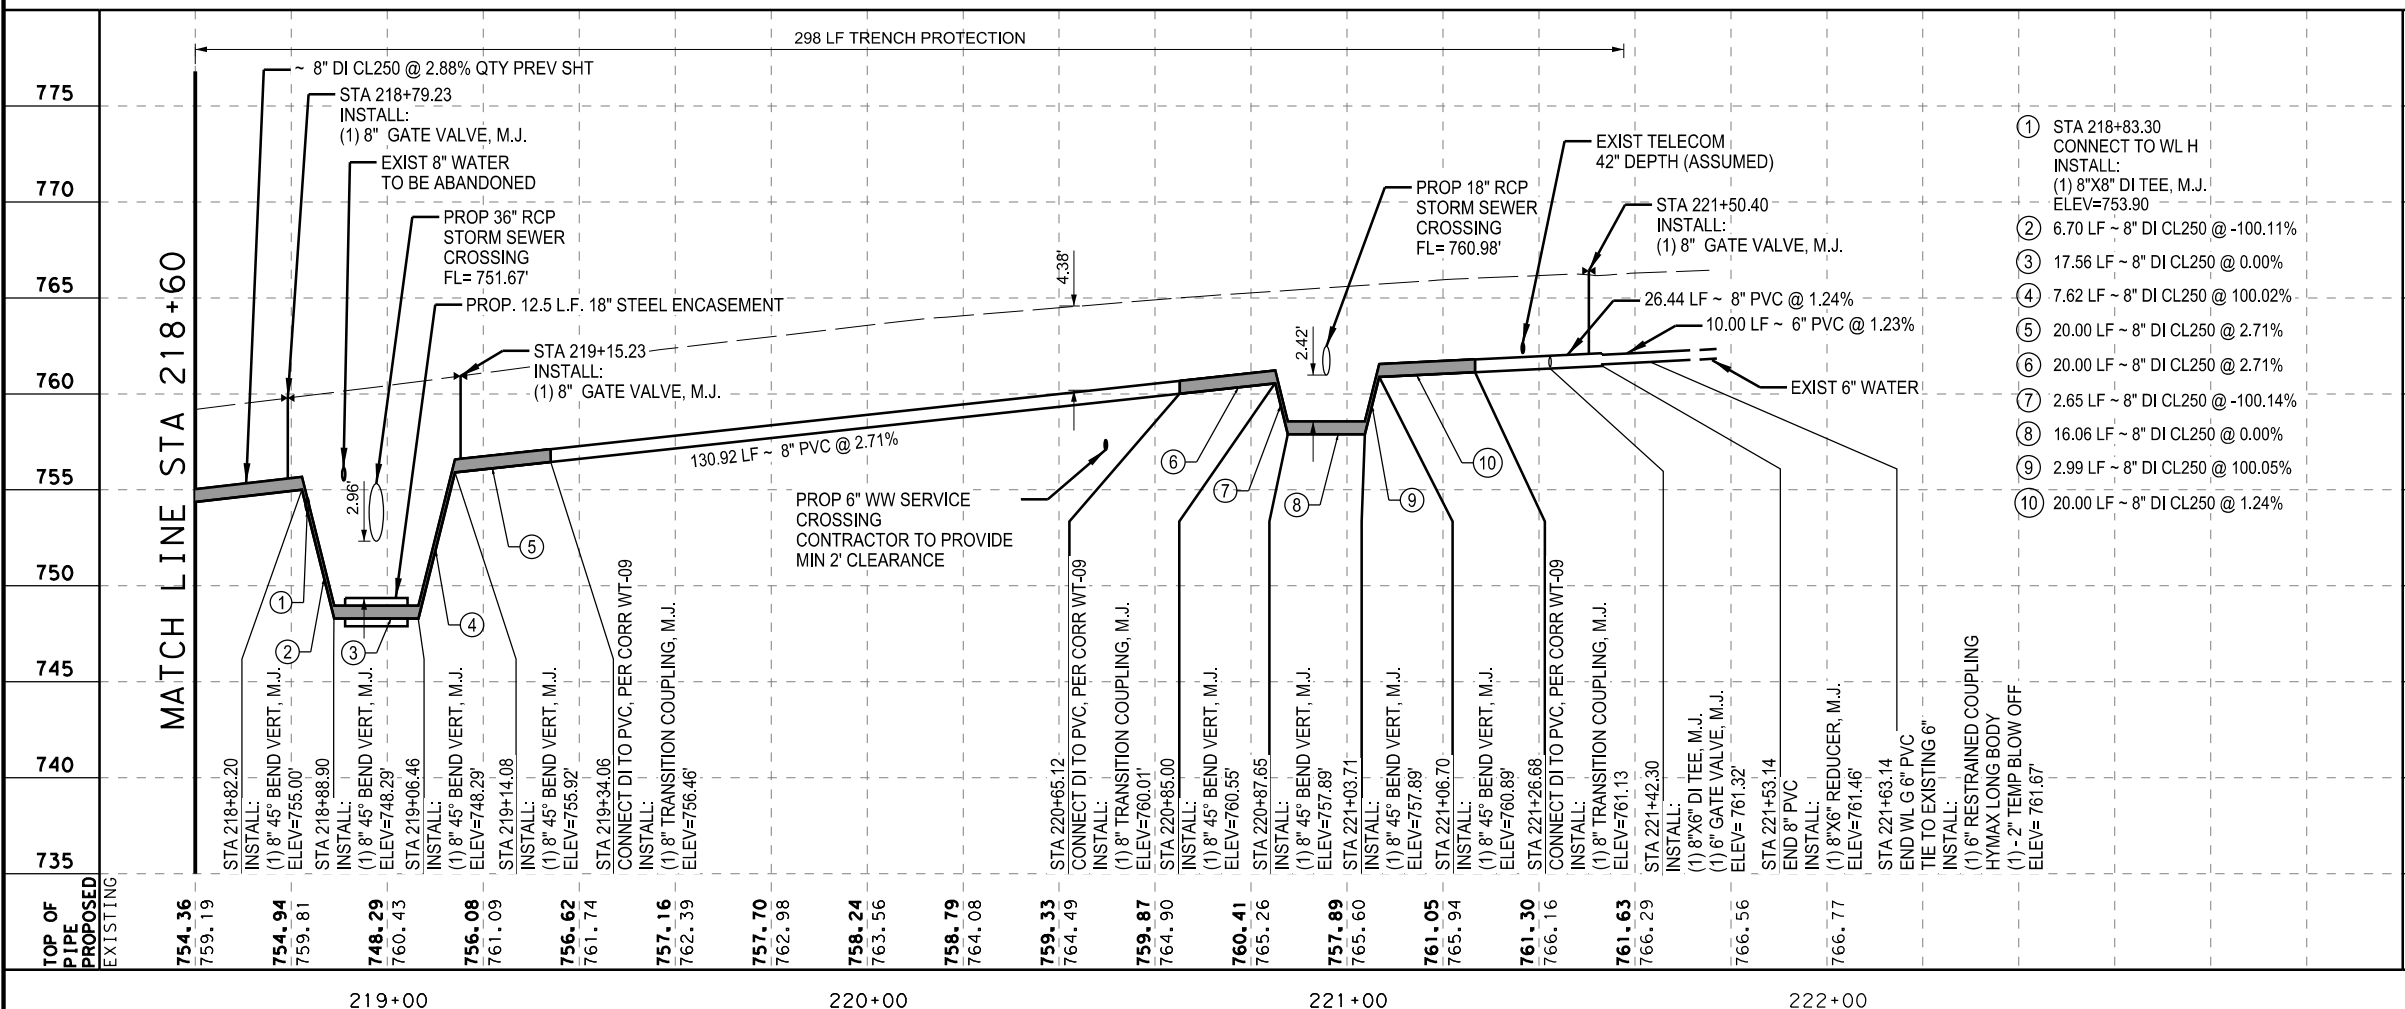 298 LF TRENCH PROTECTION
~ 8" DI CL250 @ 2.88% QTY PREV SHT
STA 218+79.23
INSTALL:
(1) 8" GATE VALVE, M.J.
EXIST 8" WATER
TO BE ABANDONED
PROP 36" RCP
STORM SEWER
CROSSING
FL= 751.67'
PROP. 12.5 L.F. 18" STEEL ENCASEMENT
STA 219+15.23
INSTALL:
(1) 8" GATE VALVE, M.J.
2.96'
4.38'
2.42'
130.92 LF ~ 8" PVC @ 2.71%
PROP 6" WW SERVICE
CROSSING
CONTRACTOR TO PROVIDE
MIN 2' CLEARANCE
PROP 18" RCP
STORM SEWER
CROSSING
FL= 760.98'
EXIST TELECOM
42" DEPTH (ASSUMED)
STA 221+50.40
INSTALL:
(1) 8" GATE VALVE, M.J.
26.44 LF ~ 8" PVC @ 1.24%
10.00 LF ~ 6" PVC @ 1.23%
EXIST 6" WATER
1 STA 218+83.30
CONNECT TO WL H
INSTALL:
(1) 8"X8" DI TEE, M.J.
ELEV=753.90
2 6.70 LF ~ 8" DI CL250 @ -100.11%
3 17.56 LF ~ 8" DI CL250 @ 0.00%
4 7.62 LF ~ 8" DI CL250 @ 100.02%
5 20.00 LF ~ 8" DI CL250 @ 2.71%
6 20.00 LF ~ 8" DI CL250 @ 2.71%
7 2.65 LF ~ 8" DI CL250 @ -100.14%
8 16.06 LF ~ 8" DI CL250 @ 0.00%
9 2.99 LF ~ 8" DI CL250 @ 100.05%
10 20.00 LF ~ 8" DI CL250 @ 1.24%
775
770
765
760
755
750
745
740
735
MATCH LINE STA 218+60
1
2
3
4
5
6
7
8
9
10
STA 218+82.20
INSTALL:
(1) 8" 45° BEND VERT, M.J.
ELEV=755.00'
STA 218+88.90
INSTALL:
(1) 8" 45° BEND VERT, M.J.
ELEV=748.29'
STA 219+06.46
INSTALL:
(1) 8" 45° BEND VERT, M.J.
ELEV=748.29'
STA 219+14.08
INSTALL:
(1) 8" 45° BEND VERT, M.J.
ELEV=755.92'
STA 219+34.06
CONNECT DI TO PVC, PER CORR WT-09
INSTALL:
(1) 8" TRANSITION COUPLING, M.J.
ELEV=756.46'
STA 220+65.12
CONNECT DI TO PVC, PER CORR WT-09
INSTALL:
(1) 8" TRANSITION COUPLING, M.J.
ELEV=760.01'
STA 220+85.00
INSTALL:
(1) 8" 45° BEND VERT, M.J.
ELEV=760.55'
STA 220+87.65
INSTALL:
(1) 8" 45° BEND VERT, M.J.
ELEV=757.89'
STA 221+03.71
INSTALL:
(1) 8" 45° BEND VERT, M.J.
ELEV=757.89'
STA 221+06.70
INSTALL:
(1) 8" 45° BEND VERT, M.J.
ELEV=760.89'
STA 221+26.68
CONNECT DI TO PVC, PER CORR WT-09
INSTALL:
(1) 8" TRANSITION COUPLING, M.J.
ELEV=761.13
STA 221+42.30
INSTALL:
(1) 8"X6" DI TEE, M.J.
(1) 6" GATE VALVE, M.J.
ELEV= 761.32'
STA 221+53.14
END 8" PVC
INSTALL:
(1) 8"X6" REDUCER, M.J.
ELEV=761.46'
STA 221+63.14
END WL G 6" PVC
TIE TO EXISTING 6"
INSTALL:
(1) 6" RESTRAINED COUPLING
HYMAX LONG BODY
(1) - 2" TEMP BLOW OFF
ELEV= 761.67'
TOP OF
PIPE
PROPOSED
EXISTING
754.36
759.19
754.94
759.81
748.29
760.43
756.08
761.09
756.62
761.74
757.16
762.39
757.70
762.98
758.24
763.56
758.79
764.08
759.33
764.49
759.87
764.90
760.41
765.26
757.89
765.60
761.05
765.94
761.30
766.16
761.63
766.29
766.56
766.77
219+00
220+00
221+00
222+00